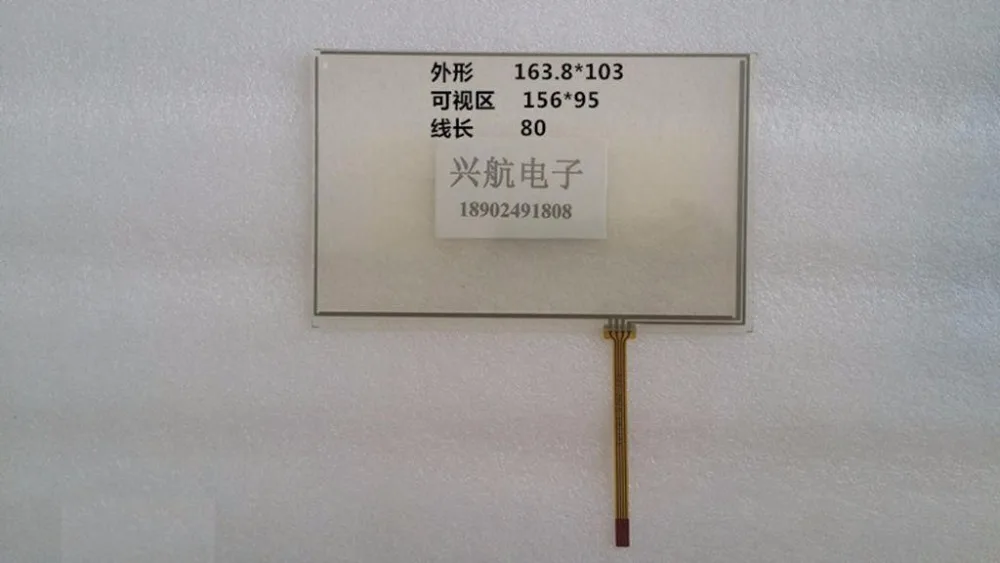 外形 163.8*103
可视区 156*95
线长 80
兴航电子
18902491808